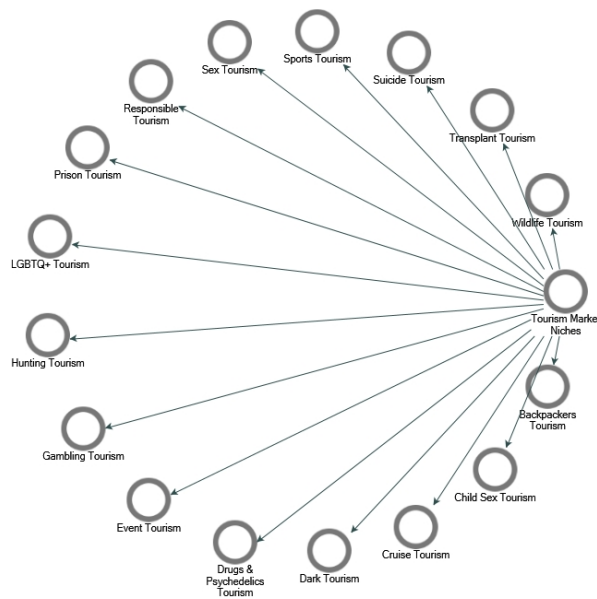 Sports Tourism
Sex Tourism
Suicide Tourism
Responsible
Tourism
Transplant Tourism
Prison Tourism
Wildlife Tourism
LGBTQ+ Tourism
Tourism Marke
Niches
Hunting Tourism
Backpackers
Tourism
Gambling Tourism
Child Sex Tourism
Event Tourism
Cruise Tourism
Drugs &
Psychedelics
Tourism
Dark Tourism